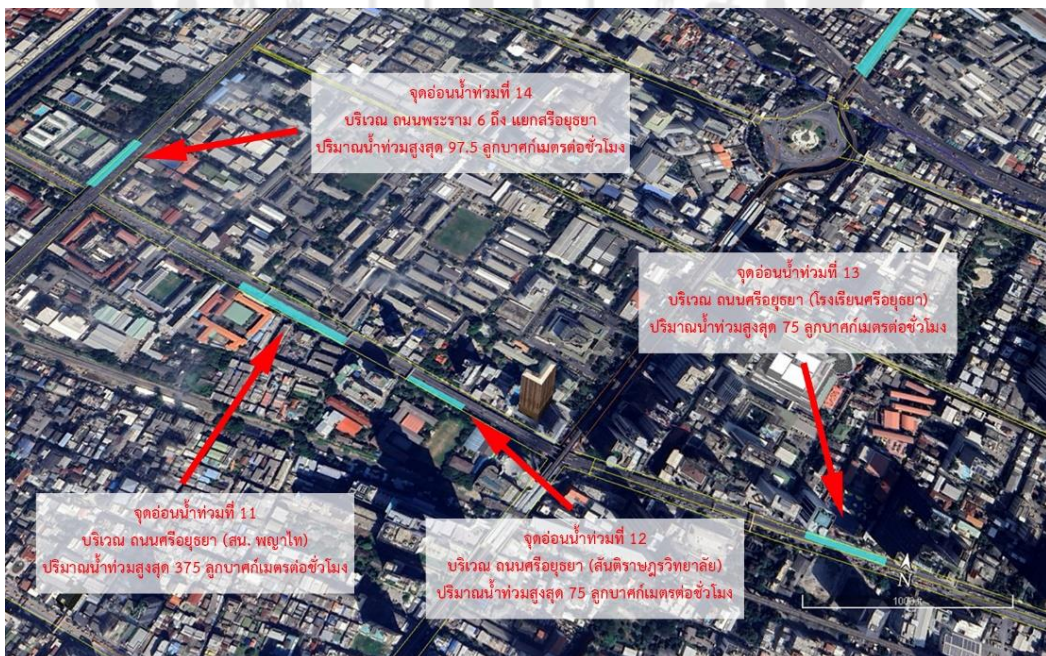 จุดอ่อนน้ำท่วมที่ 14
บริเวณ ถนนพระราม 6 ถึง แยกศรีอยุธยา
ปริมาณน้ำท่วมสูงสุด 97.5 ลูกบาศก์เมตรต่อชั่วโมง
จุดอ่อนน้ำท่วมที่ 13
บริเวณ ถนนศรีอยุธยา (โรงเรียนศรีอยุธยา)
ปริมาณน้ำท่วมสูงสุด 75 ลูกบาศก์เมตรต่อชั่วโมง
จุดอ่อนน้ำท่วมที่ 11
บริเวณ ถนนศรีอยุธยา (สน. พญาไท)
ปริมาณน้ำท่วมสูงสุด 375 ลูกบาศก์เมตรต่อชั่วโมง
จุดอ่อนน้ำท่วมที่ 12
บริเวณ ถนนศรีอยุธยา (สันติราษฎรวิทยาลัย)
ปริมาณน้ำท่วมสูงสุด 75 ลูกบาศก์เมตรต่อชั่วโมง
N
1000 ft